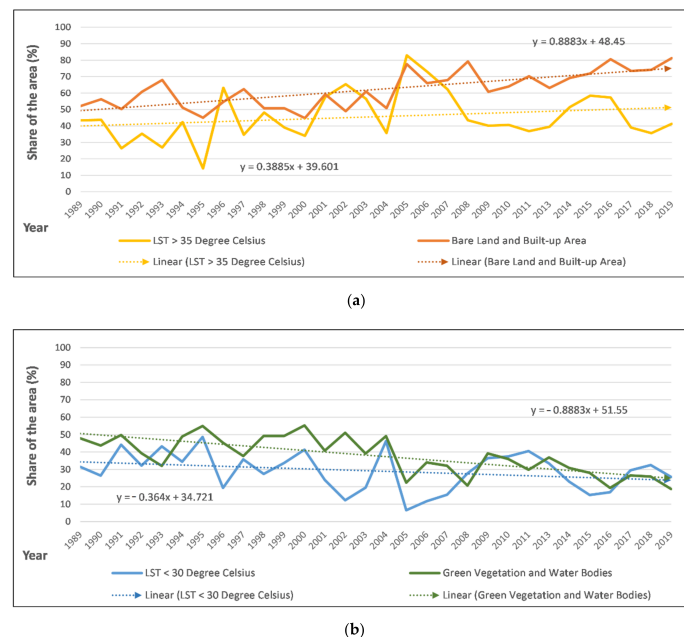 100
90
80
70
60
50
40
30
20
10
0
Share of the area (%)
y = 0.8883x + 48.45
y = 0.3885x + 39.601
1989 1990 1991 1992 1993 1994 1995 1996 1997 1998 1999 2000 2001 2002 2003 2004 2005 2006 2007 2008 2009 2010 2011 2012 2013 2014 2015 2016 2017 2018 2019
Year
LST > 35 Degree Celsius Bare Land and Built-up Area
Linear (LST > 35 Degree Celsius) Linear (Bare Land and Built-up Area)
(a)
100
90
80
70
60
50
40
30
20
10
0
Share of the area (%)
y = - 0.8883x + 51.55
y = - 0.364x + 34.721
1989 1990 1991 1992 1993 1994 1995 1996 1997 1998 1999 2000 2001 2002 2003 2004 2005 2006 2007 2008 2009 2010 2011 2012 2013 2014 2015 2016 2017 2018 2019
Year
LST < 30 Degree Celsius Green Vegetation and Water Bodies
Linear (LST < 30 Degree Celsius) Linear (Green Vegetation and Water Bodies)
(b)